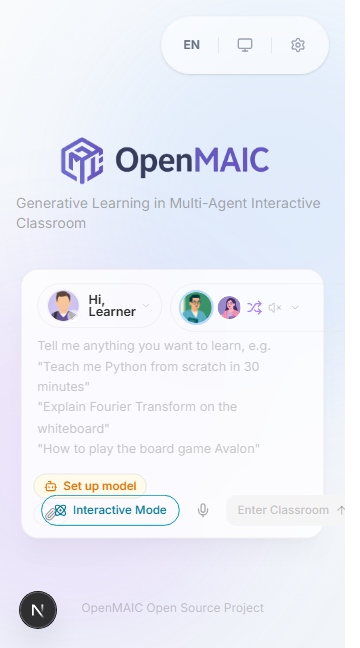 EN
OpenMAIC
Generative Learning in Multi-Agent Interactive
Classroom
Hi,
Learner
Tell me anything you want to learn, e.g.
"Teach me Python from scratch in 30
minutes"
"Explain Fourier Transform on the
whiteboard"
"How to play the board game Avalon"
Set up model
Interactive Mode
Enter Classroom
N
OpenMAIC Open Source Project